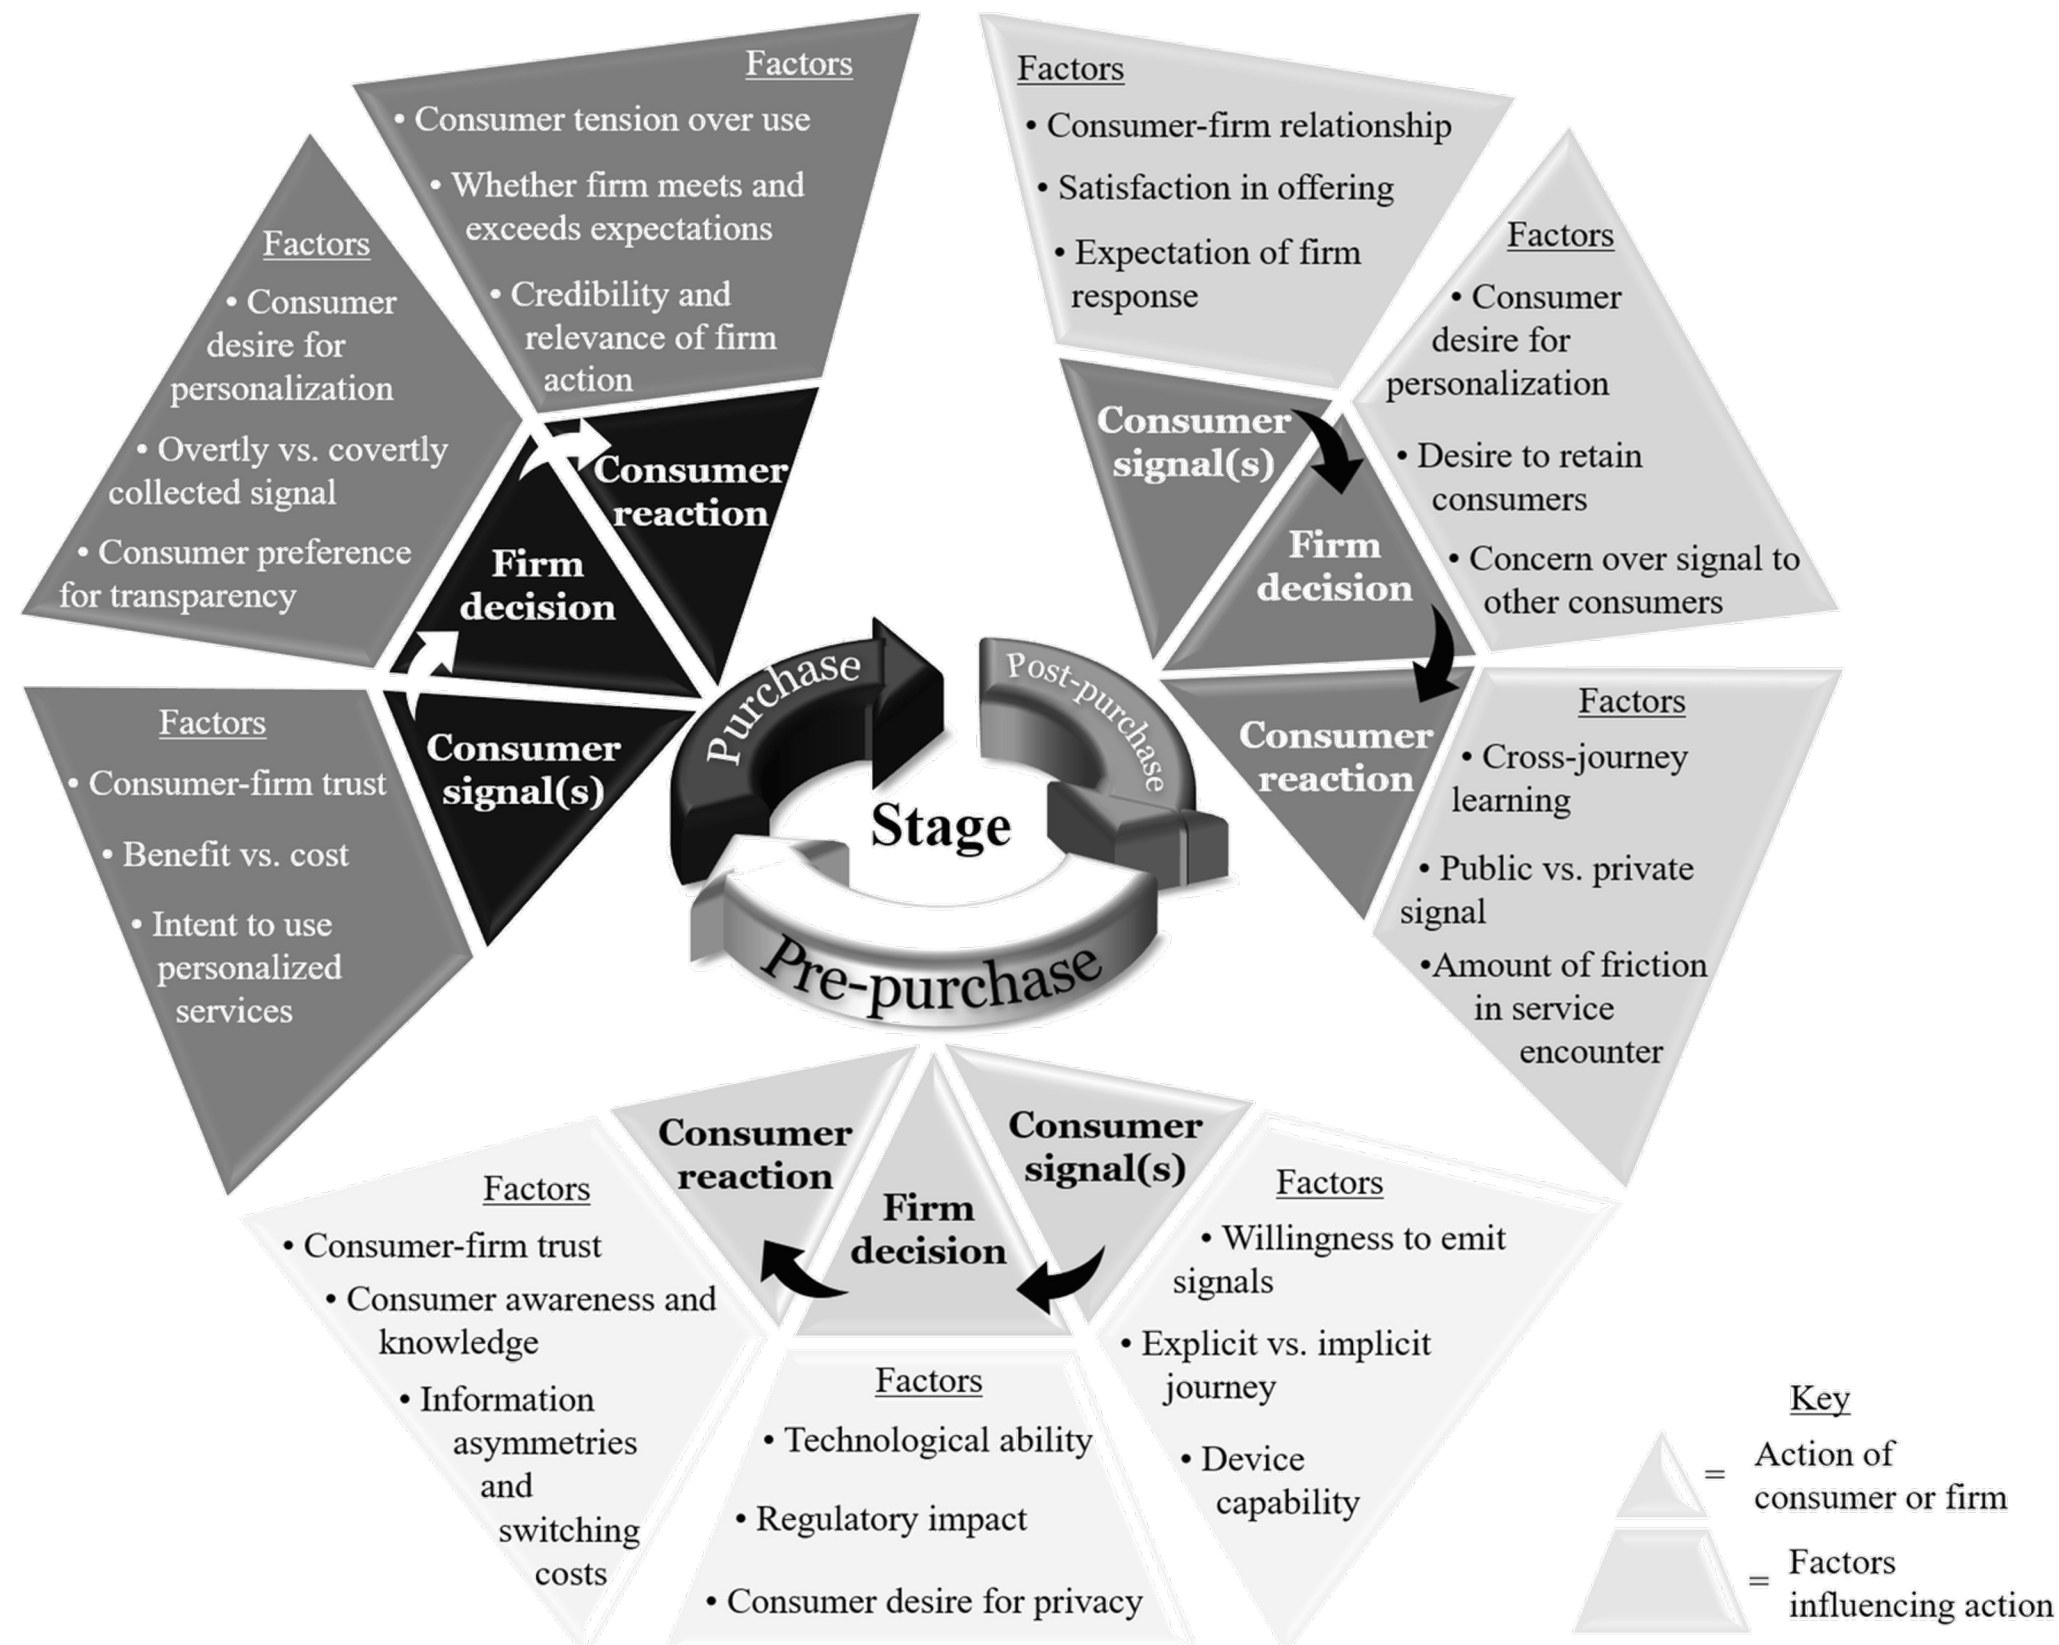 Factors
• Consumer tension over use
• Whether firm meets and
exceeds expectations
• Credibility and
relevance of firm
action
Consumer
reaction
Factors
• Consumer
desire for
personalization
• Overtly vs. covertly
collected signal
• Consumer preference
for transparency
Firm
decision
Factors
• Consumer-firm trust
• Benefit vs. cost
• Intent to use
personalized
services
Consumer
signal(s)
Factors
• Consumer-firm relationship
• Satisfaction in offering
• Expectation of firm
response
Consumer
signal(s)
Factors
• Consumer
desire for
personalization
• Desire to retain
consumers
• Concern over signal to
other consumers
Firm
decision
Factors
• Cross-journey
learning
• Public vs. private
signal
•Amount of friction
in service
encounter
Consumer
reaction
Purchase
Post-purchase
Stage
Pre-purchase
Consumer
reaction
Firm
decision
Consumer
signal(s)
Factors
• Consumer-firm trust
• Consumer awareness and
knowledge
• Information
asymmetries
and
switching
costs
Factors
• Technological ability
• Regulatory impact
• Consumer desire for privacy
Factors
• Willingness to emit
signals
• Explicit vs. implicit
journey
• Device
capability
Key
= Action of
consumer or firm
= Factors
influencing action